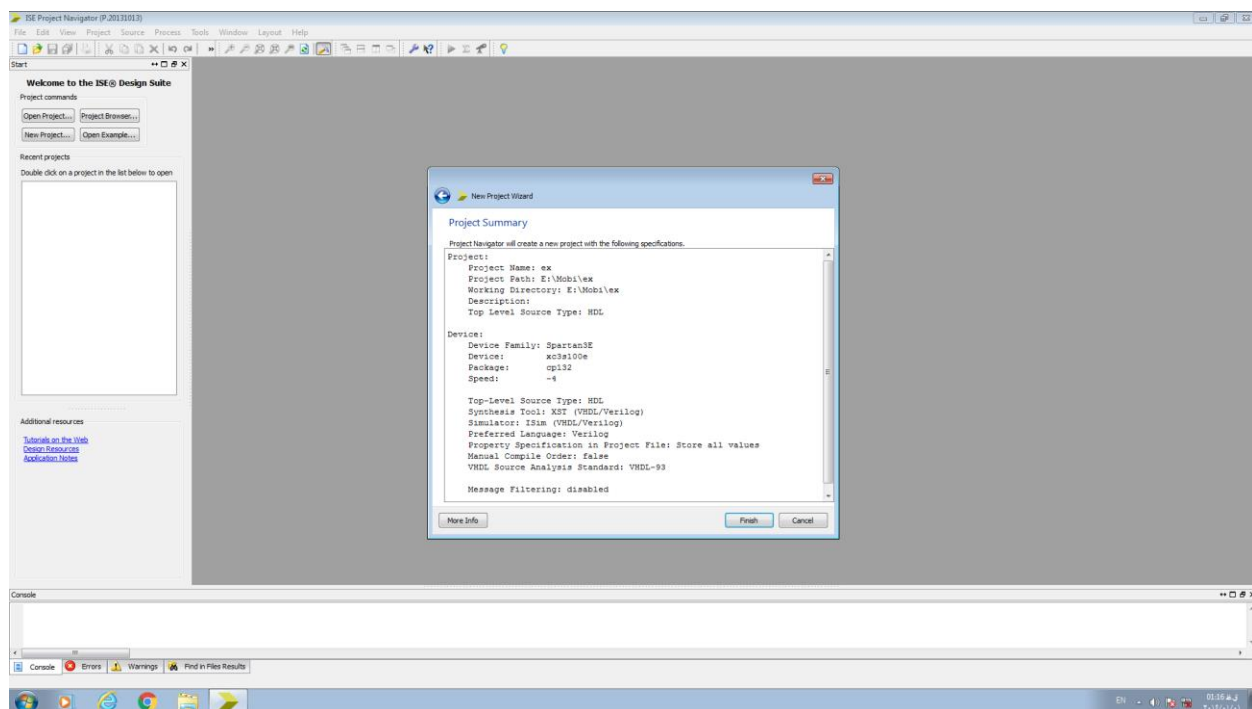 ISE Project Navigator (P.20131013)
File Edit View Project Source Process Tools Window Layout Help
Start
Welcome to the ISE® Design Suite
Project commands
Open Project... Project Browser...
New Project... Open Example...
Recent projects
Double click on a project in the list below to open
Additional resources
Tutorials on the Web
Design Resources
Application Notes
New Project Wizard
Project Summary
Project Navigator will create a new project with the following specifications.
Project:
Project Name: ex
Project Path: E:\Mobi\ex
Working Directory: E:\Mobi\ex
Description:
Top Level Source Type: HDL
Device:
Device Family: Spartan3E
Device: xc3s100e
Package: cp132
Speed: -4
Top-Level Source Type: HDL
Synthesis Tool: XST (VHDL/Verilog)
Simulator: ISim (VHDL/Verilog)
Preferred Language: Verilog
Property Specification in Project File: Store all values
Manual Compile Order: false
VHDL Source Analysis Standard: VHDL-93
Message Filtering: disabled
More Info Finish Cancel
Console
Console Errors Warnings Find in Files Results
EN
01:16